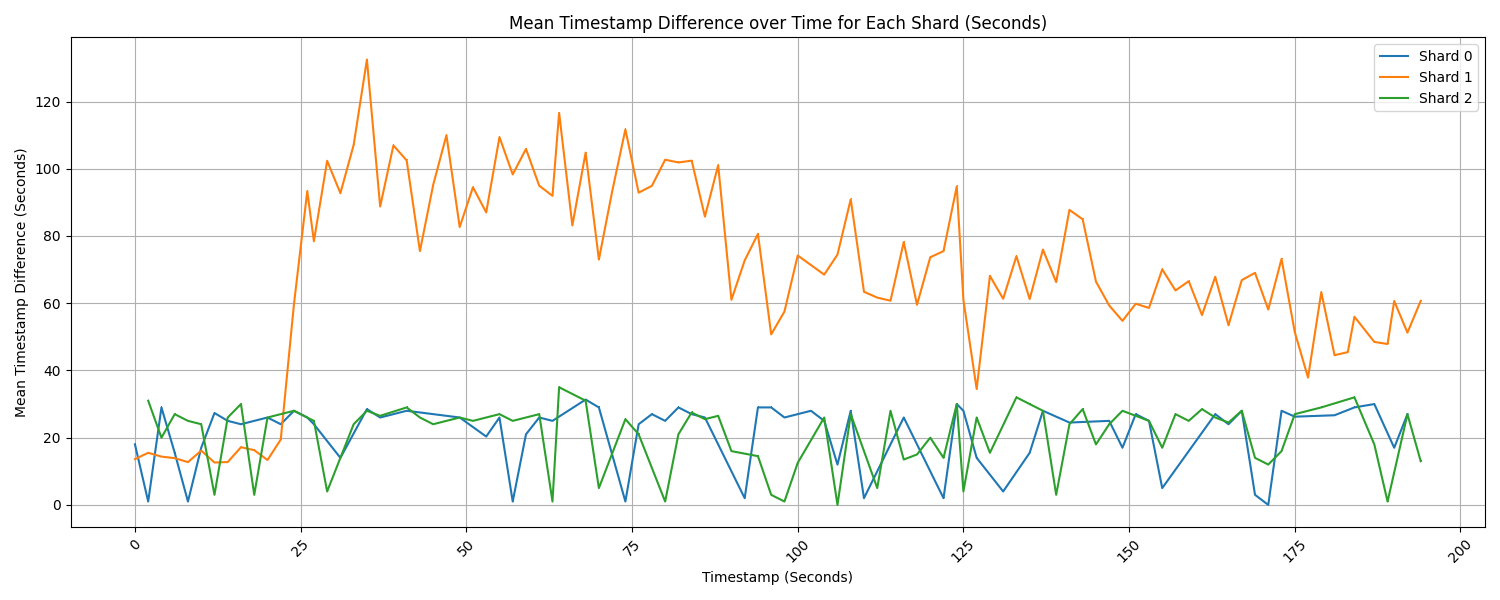 Mean Timestamp Difference over Time for Each Shard (Seconds)
Shard 0
Shard 1
Shard 2
Mean Timestamp Difference (Seconds)
120
100
80
60
40
20
0
0 25 50 75 100 125 150 175 200
Timestamp (Seconds)